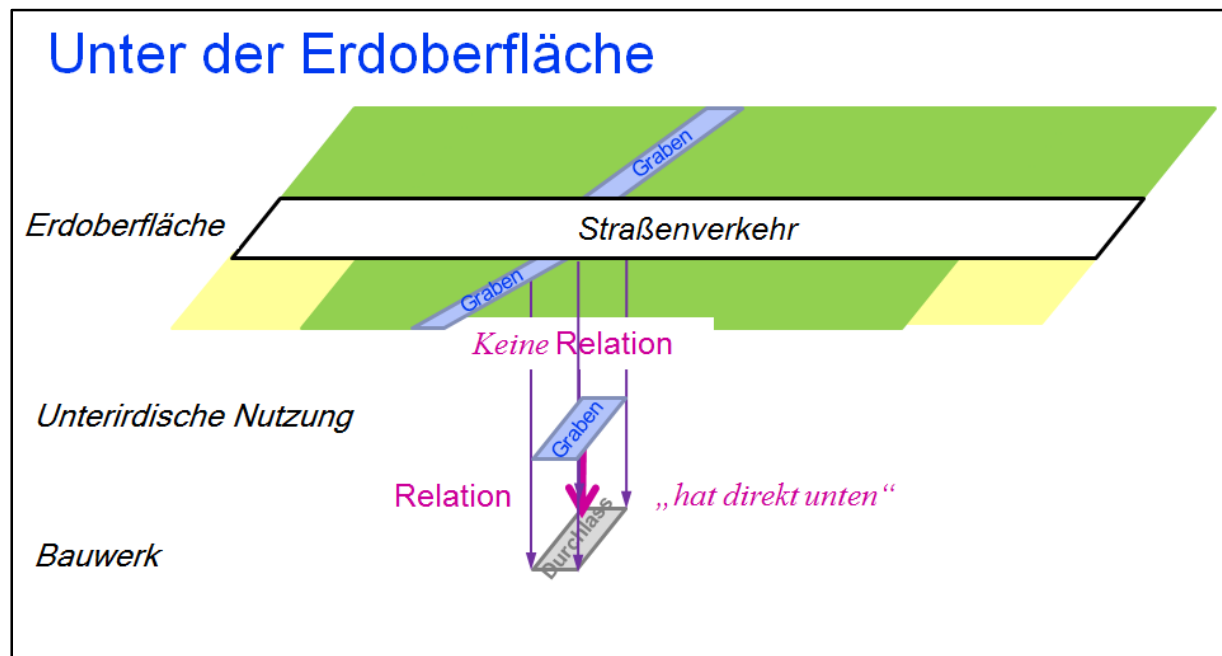 Unter der Erdoberfläche
Graben
Erdoberfläche
Straßenverkehr
Graben
Keine Relation
Unterirdische Nutzung
Graben
Relation
„hat direkt unten“
Durchlass
Bauwerk